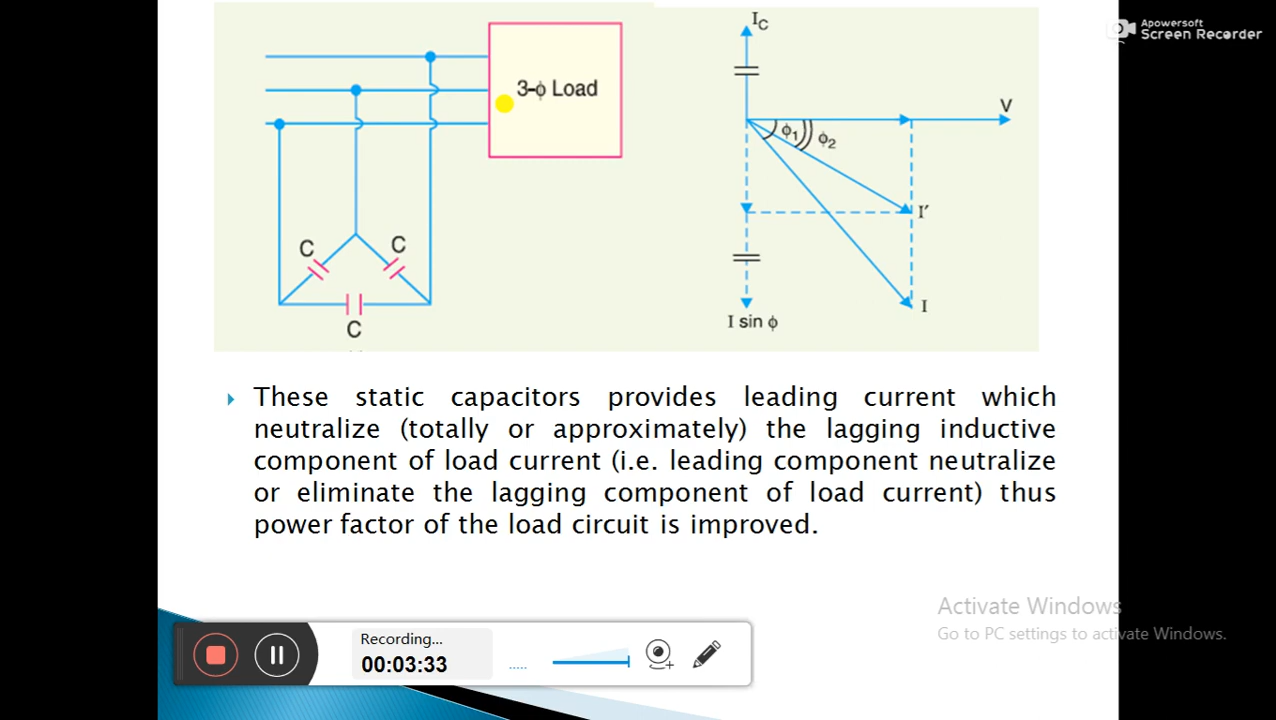 Apowersoft
Screen Recorder
3-ϕ Load
C
C
C
I_C
V
ϕ1
ϕ2
I′
I
I sin ϕ
These static capacitors provides leading current which
neutralize (totally or approximately) the lagging inductive
component of load current (i.e. leading component neutralize
or eliminate the lagging component of load current) thus
power factor of the load circuit is improved.
Activate Windows
Go to PC settings to activate Windows.
Recording...
00:03:33